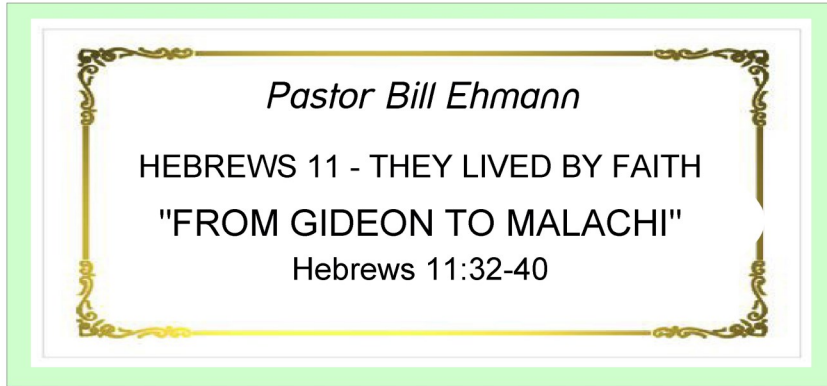 Pastor Bill Ehmann
HEBREWS 11 - THEY LIVED BY FAITH
"FROM GIDEON TO MALACHI"
Hebrews 11:32-40